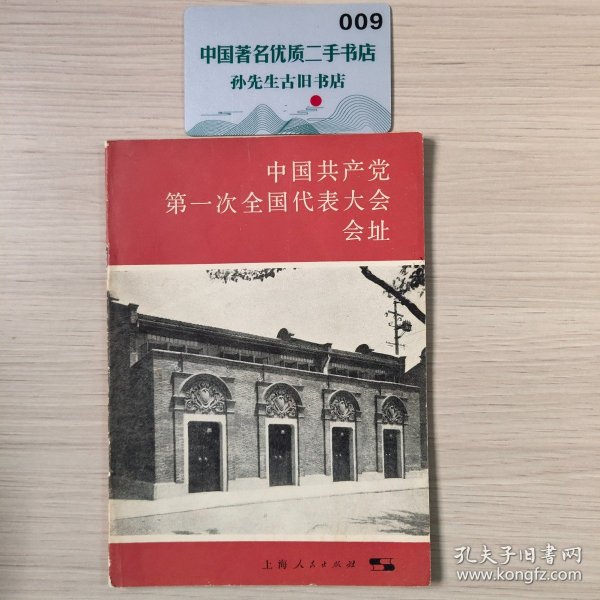 009
中国著名优质二手书店
孙先生古旧书店
中国共产党
第一次全国代表大会
会址
上海人民出版社
孔夫子旧书网
www.kongfz.com